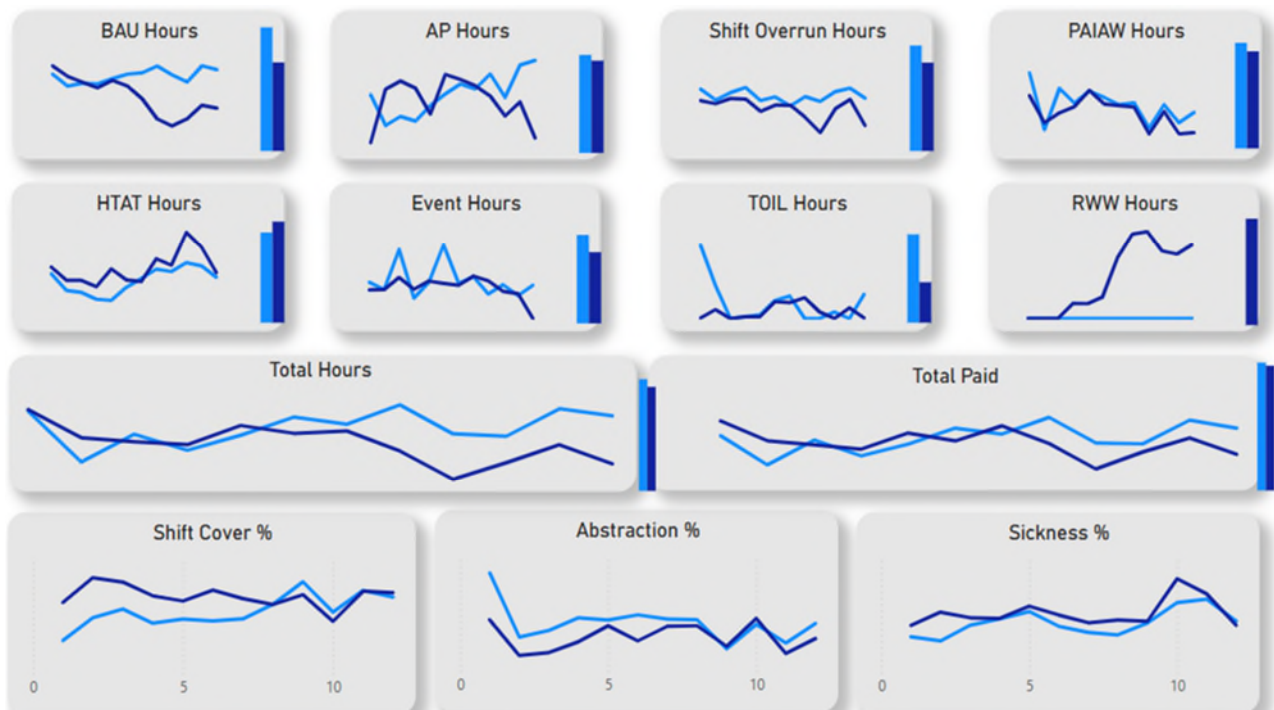 BAU Hours
AP Hours
Shift Overrun Hours
PAIAW Hours
HTAT Hours
Event Hours
TOIL Hours
RWW Hours
Total Hours
Total Paid
Shift Cover %
Abstraction %
Sickness %
0 5 10
0 5 10
0 5 10